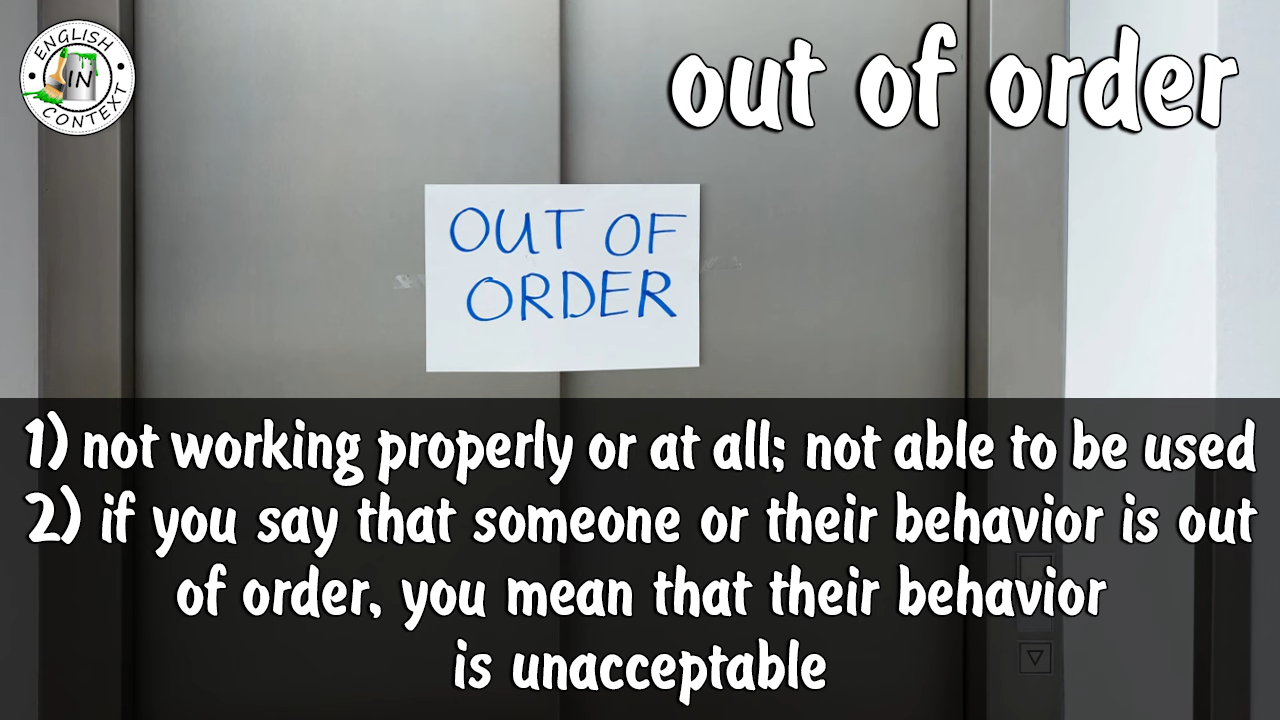 ENGLISH
IN
CONTEXT
out of order
OUT OF
ORDER
1) not working properly or at all; not able to be used
2) if you say that someone or their behavior is out
of order, you mean that their behavior
is unacceptable